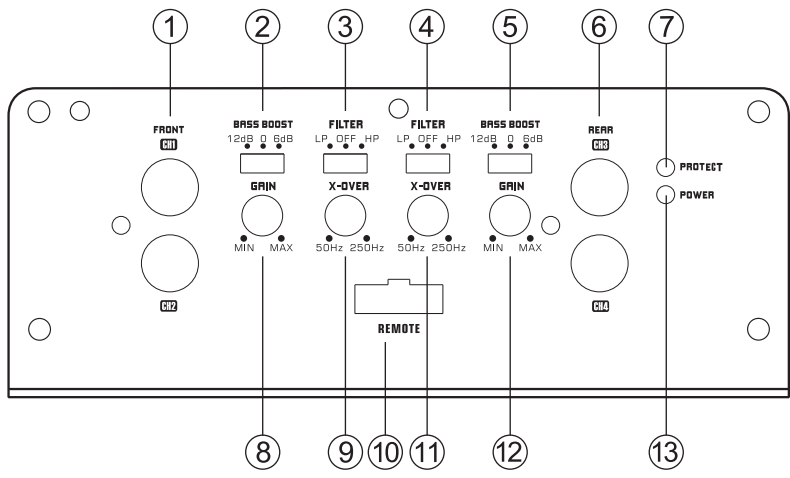 1 2 3 4 5 6 7
FRONT BASS BOOST FILTER FILTER BASS BOOST REAR
CH1 12dB 0 6dB LP OFF HP LP OFF HP 12dB 0 6dB CH3
PROTECT
GAIN X-OVER X-OVER GAIN
POWER
MIN MAX 50Hz 250Hz 50Hz 250Hz MIN MAX
CH2 CH4
REMOTE
8 9 10 11 12 13